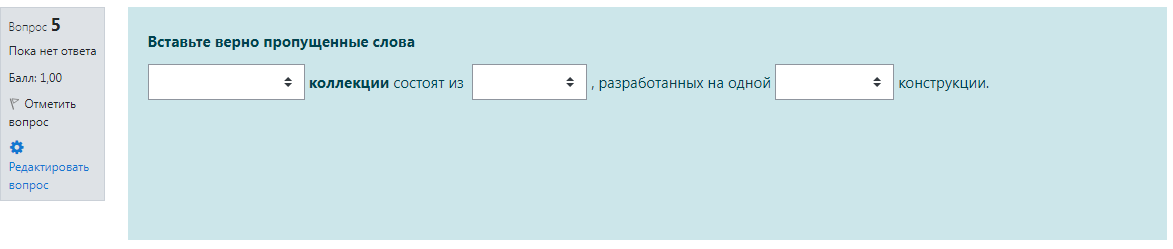 Вопрос 5
Пока нет ответа
Балл: 1,00
Отметить
вопрос
Редактировать
вопрос
Вставьте верно пропущенные слова
коллекции состоят из , разработанных на одной конструкции.